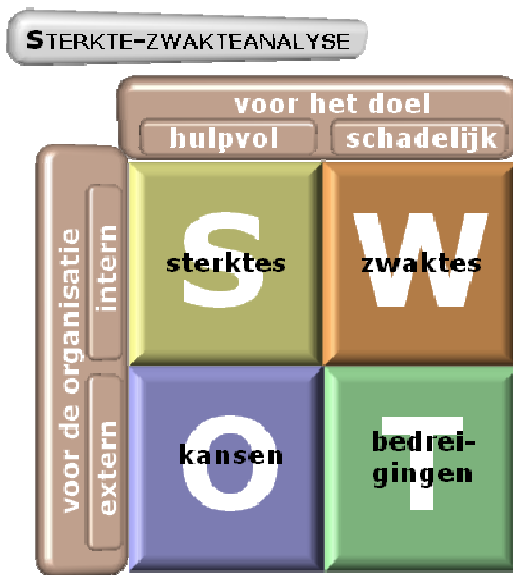 STERKTE-ZWAKTEANALYSE
voor het doel
hulpvol schadelijk
voor de organisatie
intern
extern
S
sterktes
W
zwaktes
O
kansen
T
bedrei-
gingen